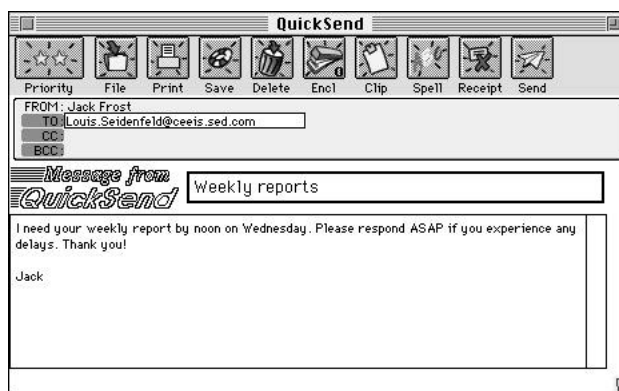 QuickSend
Priority File Print Save Delete Encl Clip Spell Receipt Send
FROM: Jack Frost
TO: Louis.Seidenfeld@ceeis.sed.com
CC:
BCC:
Message from
QuickSend
Weekly reports
I need your weekly report by noon on Wednesday. Please respond ASAP if you experience any
delays. Thank you!
Jack